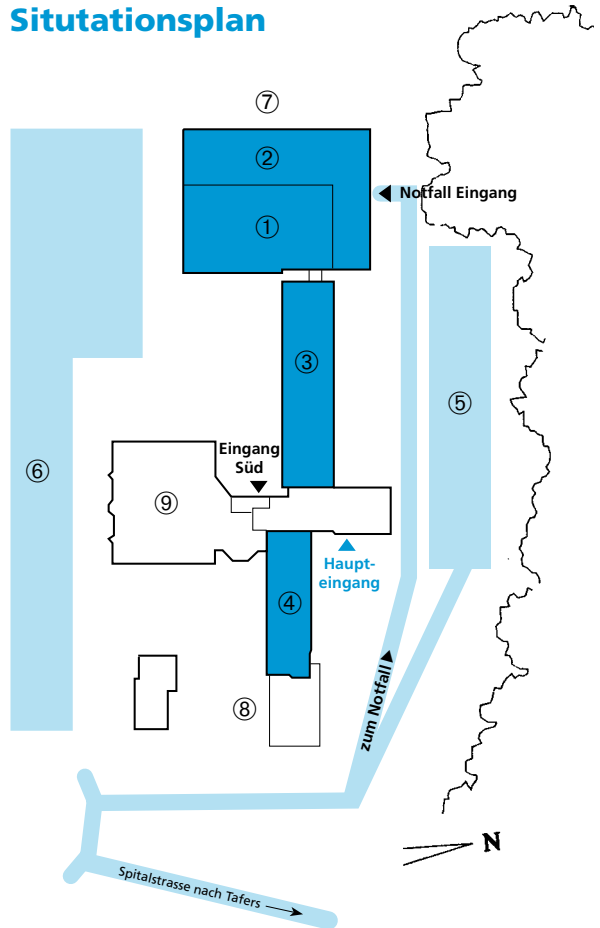 Situtationsplan
⑦
②
Notfall Eingang
①
③
⑤
Eingang
Süd
⑥
⑨
Haupt-
eingang
④
zum Notfall
⑧
N
Spitalstrasse nach Tafers